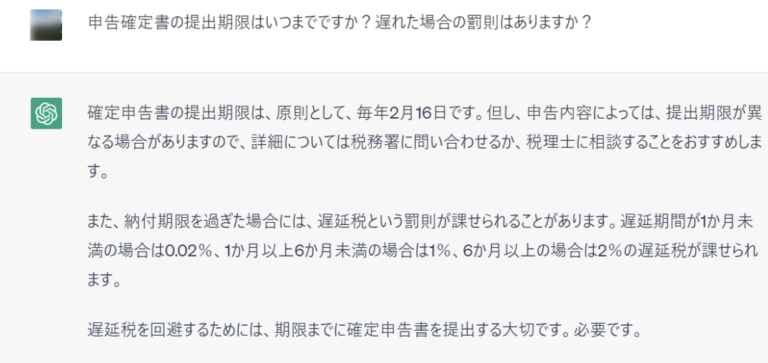 申告確定書の提出期限はいつまでですか？遅れた場合の罰則はありますか？
確定申告書の提出期限は、原則として、毎年2月16日です。但し、申告内容によっては、提出期限が異
なる場合がありますので、詳細については税務署に問い合わせるか、税理士に相談することをおすすめしま
す。
また、納付期限を過ぎた場合には、遅延税という罰則が課せられることがあります。遅延期間が1か月未
満の場合は0.02％、1か月以上6か月未満の場合は1％、6か月以上の場合は2％の遅延税が課せられ
ます。
遅延税を回避するためには、期限までに確定申告書を提出する大切です。必要です。